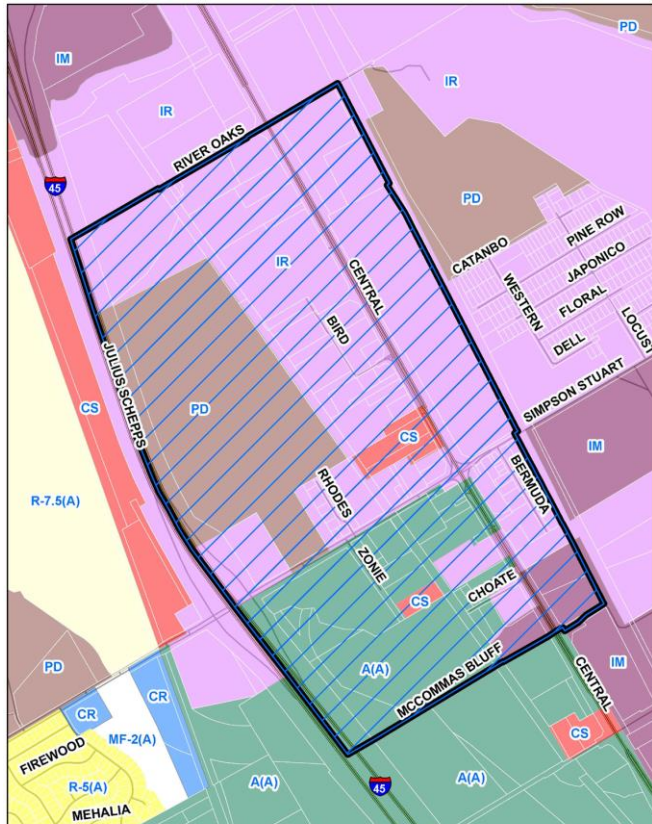 IM
PD
IR
IR
RIVER OAKS
45
PD
PINE ROW
CATANBO
JAPONICO
WESTERN
CENTRAL
IR
FLORAL
LOCUST
BIRD
DELL
JULIUS SCHEPPS
SIMPSON STUART
CS
PD
CS
IM
R-7.5(A)
BERMUDA
RHODES
ZONIE
CHOATE
CS
PD
A(A)
MCCOMMAS BLUFF
IM
CR
CENTRAL
CR
CS
MF-2(A)
FIREWOOD
R-5(A)
A(A)
45
A(A)
MEHALIA